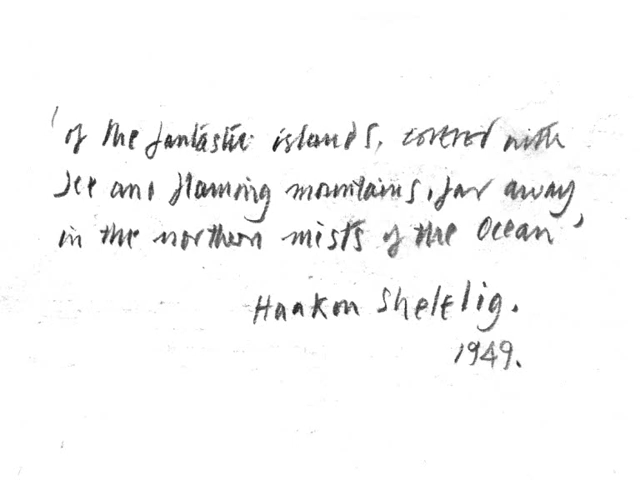 'of the fantastic islands, covered with
Ice and flaming mountains, far away
in the northern mists of the Ocean'
Haakon Shetelig.
1949.